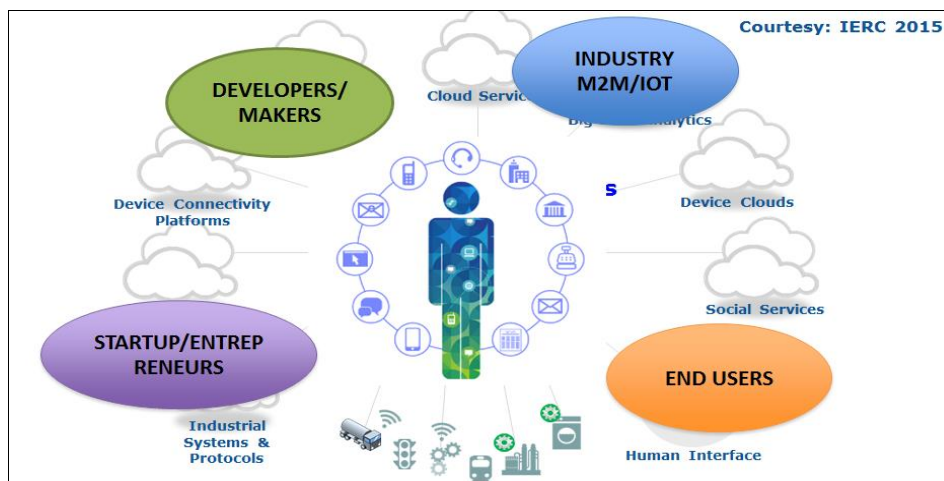 Courtesy: IERC 2015
DEVELOPERS/
MAKERS
INDUSTRY
M2M/IOT
Cloud Servic
s
Device Connectivity
Platforms
Device Clouds
Social Services
STARTUP/ENTREP
RENEURS
END USERS
Industrial
Systems &
Protocols
Human Interface